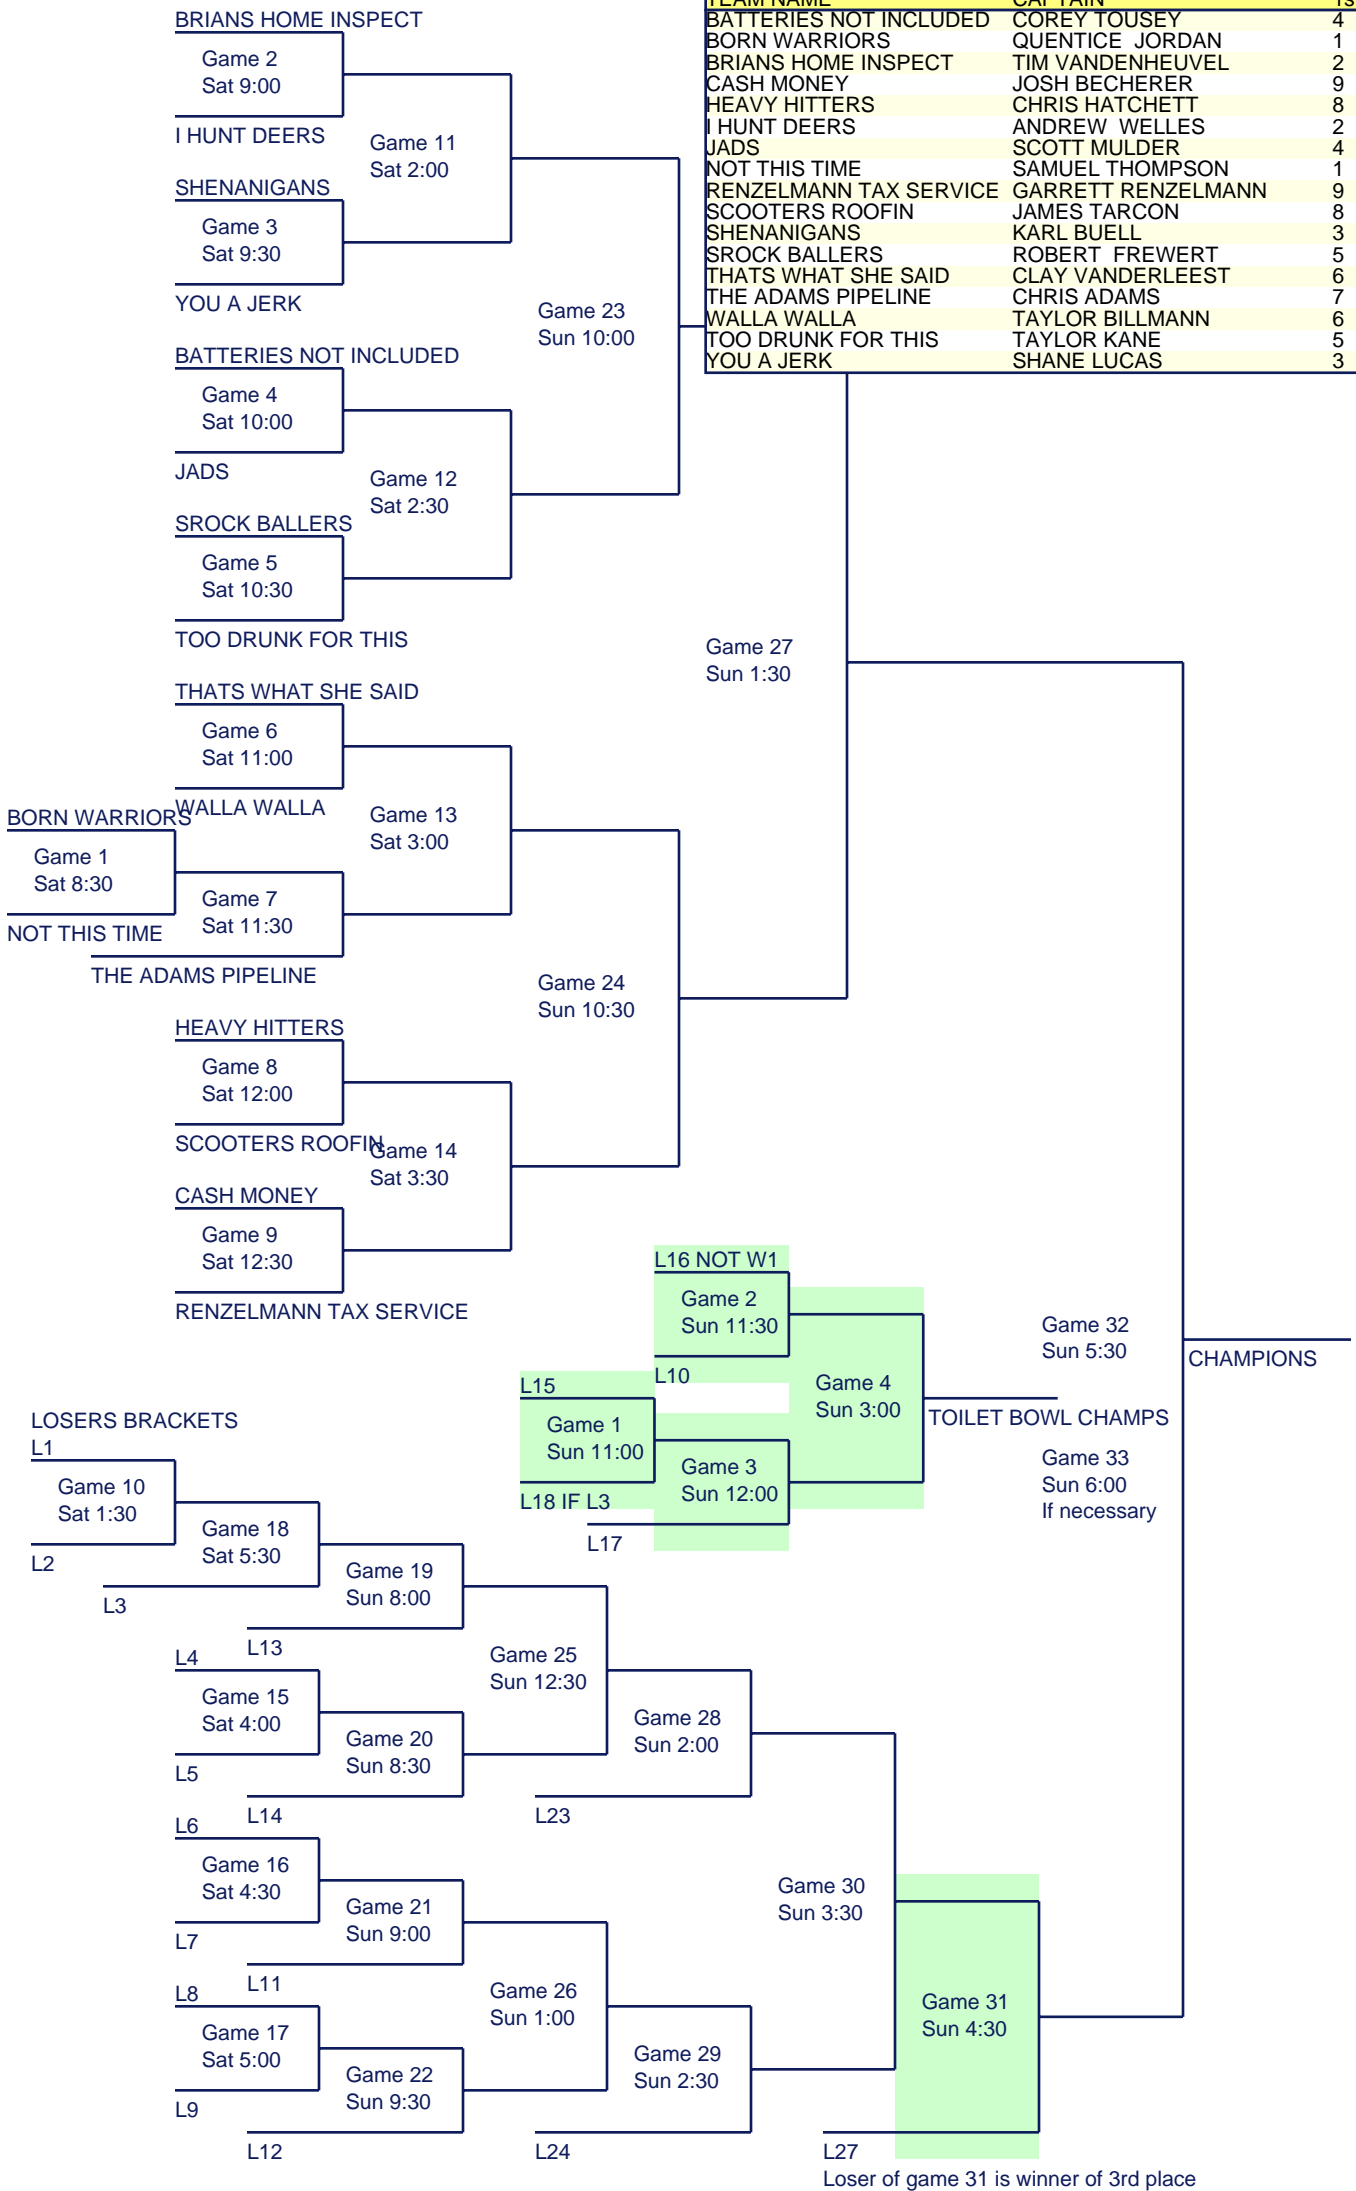 TEAM NAME CAPTAIN 1s
BATTERIES NOT INCLUDED COREY TOUSEY 4
BORN WARRIORS QUENTICE JORDAN 1
BRIANS HOME INSPECT TIM VANDENHEUVEL 2
CASH MONEY JOSH BECHERER 9
HEAVY HITTERS CHRIS HATCHETT 8
I HUNT DEERS ANDREW WELLES 2
JADS SCOTT MULDER 4
NOT THIS TIME SAMUEL THOMPSON 1
RENZELMANN TAX SERVICE GARRETT RENZELMANN 9
SCOOTERS ROOFIN JAMES TARCON 8
SHENANIGANS KARL BUELL 3
SROCK BALLERS ROBERT FREWERT 5
THATS WHAT SHE SAID CLAY VANDERLEEST 6
THE ADAMS PIPELINE CHRIS ADAMS 7
WALLA WALLA TAYLOR BILLMANN 6
TOO DRUNK FOR THIS TAYLOR KANE 5
YOU A JERK SHANE LUCAS 3
BRIANS HOME INSPECT
Game 2
Sat 9:00
I HUNT DEERS
Game 11
Sat 2:00
SHENANIGANS
Game 3
Sat 9:30
YOU A JERK
Game 23
Sun 10:00
BATTERIES NOT INCLUDED
Game 4
Sat 10:00
JADS
Game 12
Sat 2:30
SROCK BALLERS
Game 5
Sat 10:30
TOO DRUNK FOR THIS
Game 27
Sun 1:30
THATS WHAT SHE SAID
Game 6
Sat 11:00
WALLA WALLA
Game 13
Sat 3:00
BORN WARRIORS
Game 1
Sat 8:30
NOT THIS TIME
Game 7
Sat 11:30
THE ADAMS PIPELINE
Game 24
Sun 10:30
HEAVY HITTERS
Game 8
Sat 12:00
SCOOTERS ROOFIN
Game 14
Sat 3:30
CASH MONEY
Game 9
Sat 12:30
RENZELMANN TAX SERVICE
L16 NOT W1
Game 2
Sun 11:30
L10
L15
Game 1
Sun 11:00
L18 IF L3
Game 3
Sun 12:00
L17
Game 4
Sun 3:00
TOILET BOWL CHAMPS
Game 32
Sun 5:30
CHAMPIONS
Game 33
Sun 6:00
If necessary
LOSERS BRACKETS
L1
Game 10
Sat 1:30
L2
Game 18
Sat 5:30
L3
Game 19
Sun 8:00
L13
Game 25
Sun 12:30
L4
Game 15
Sat 4:00
L5
Game 20
Sun 8:30
L14
Game 28
Sun 2:00
L23
L6
Game 16
Sat 4:30
L7
Game 21
Sun 9:00
L11
Game 30
Sun 3:30
L8
Game 17
Sat 5:00
L9
Game 22
Sun 9:30
L12
Game 26
Sun 1:00
Game 29
Sun 2:30
L24
Game 31
Sun 4:30
L27
Loser of game 31 is winner of 3rd place